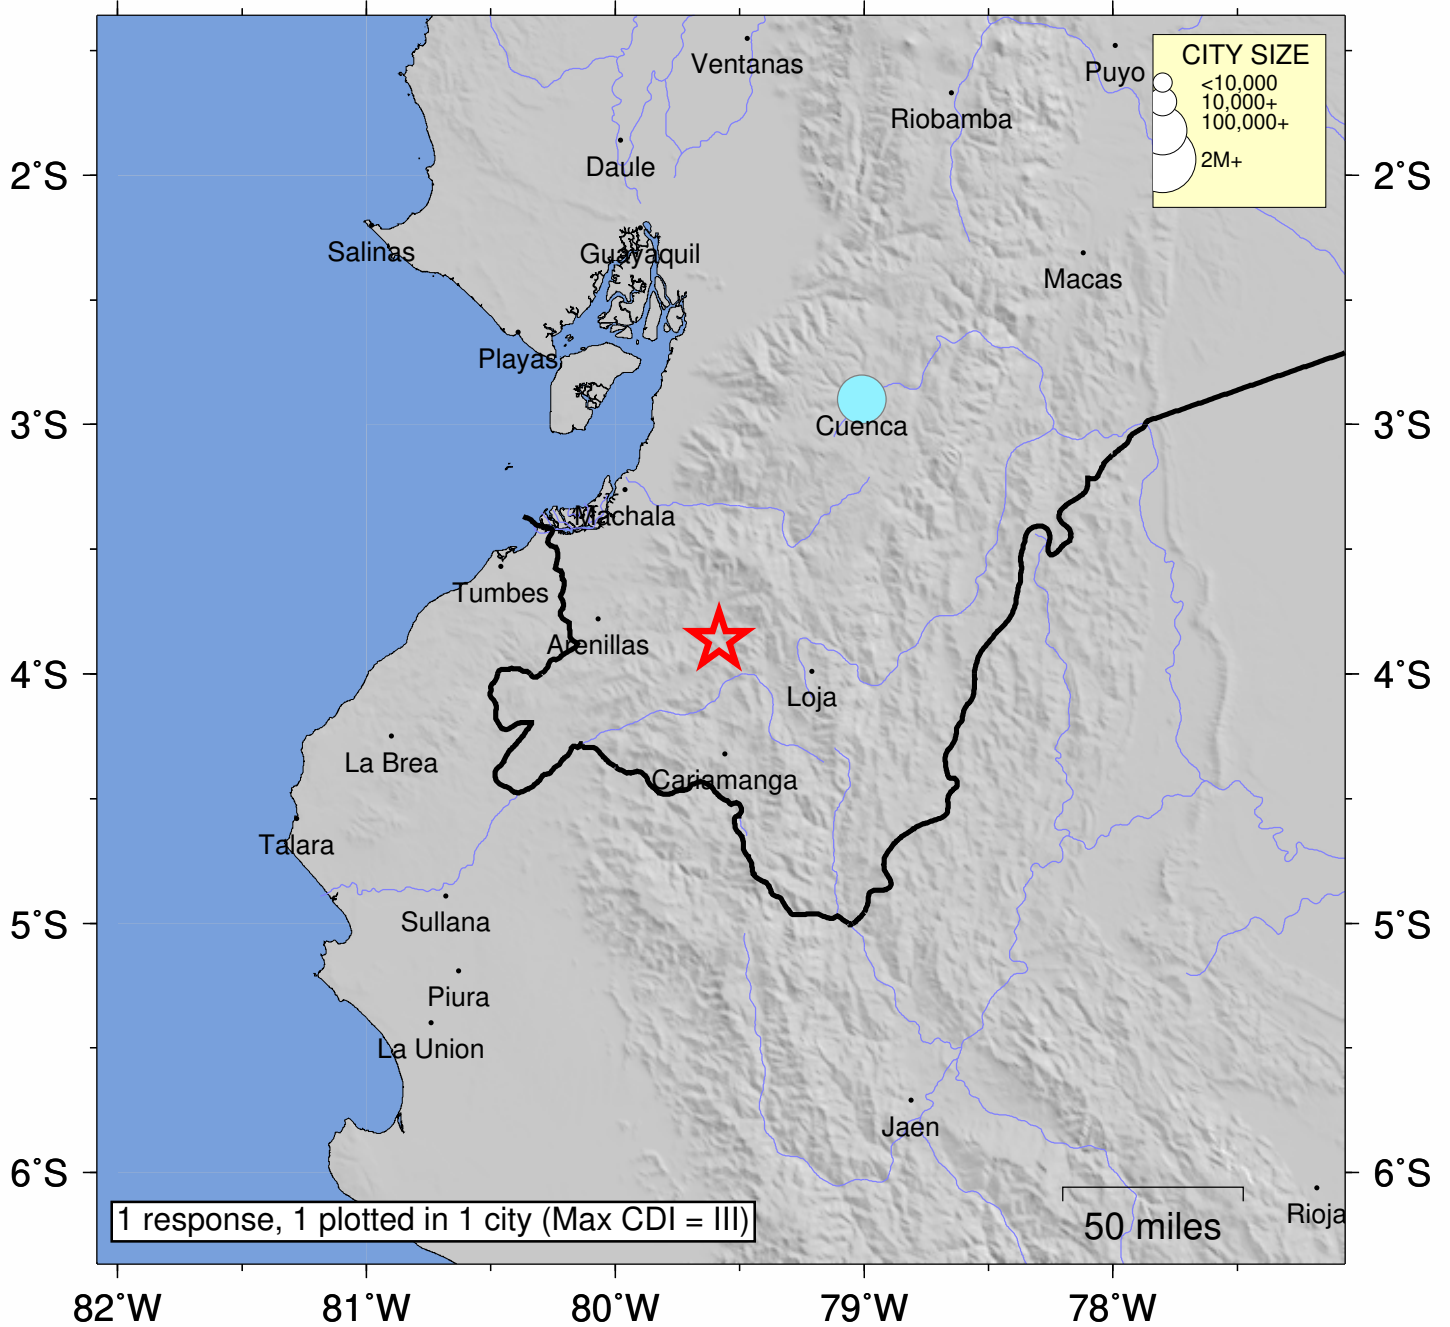 Ventanas
Puyo
CITY SIZE
<10,000
10,000+
100,000+
2M+
Riobamba
Daule
2°S
2°S
Salinas
Guayaquil
Macas
Playas
3°S
3°S
Cuenca
Machala
Tumbes
Arenillas
4°S
4°S
Loja
La Brea
Cariamanga
Talara
Sullana
5°S
5°S
Piura
La Union
Jaen
6°S
6°S
Rioja
1 response, 1 plotted in 1 city (Max CDI = III)
50 miles
82°W
81°W
80°W
79°W
78°W